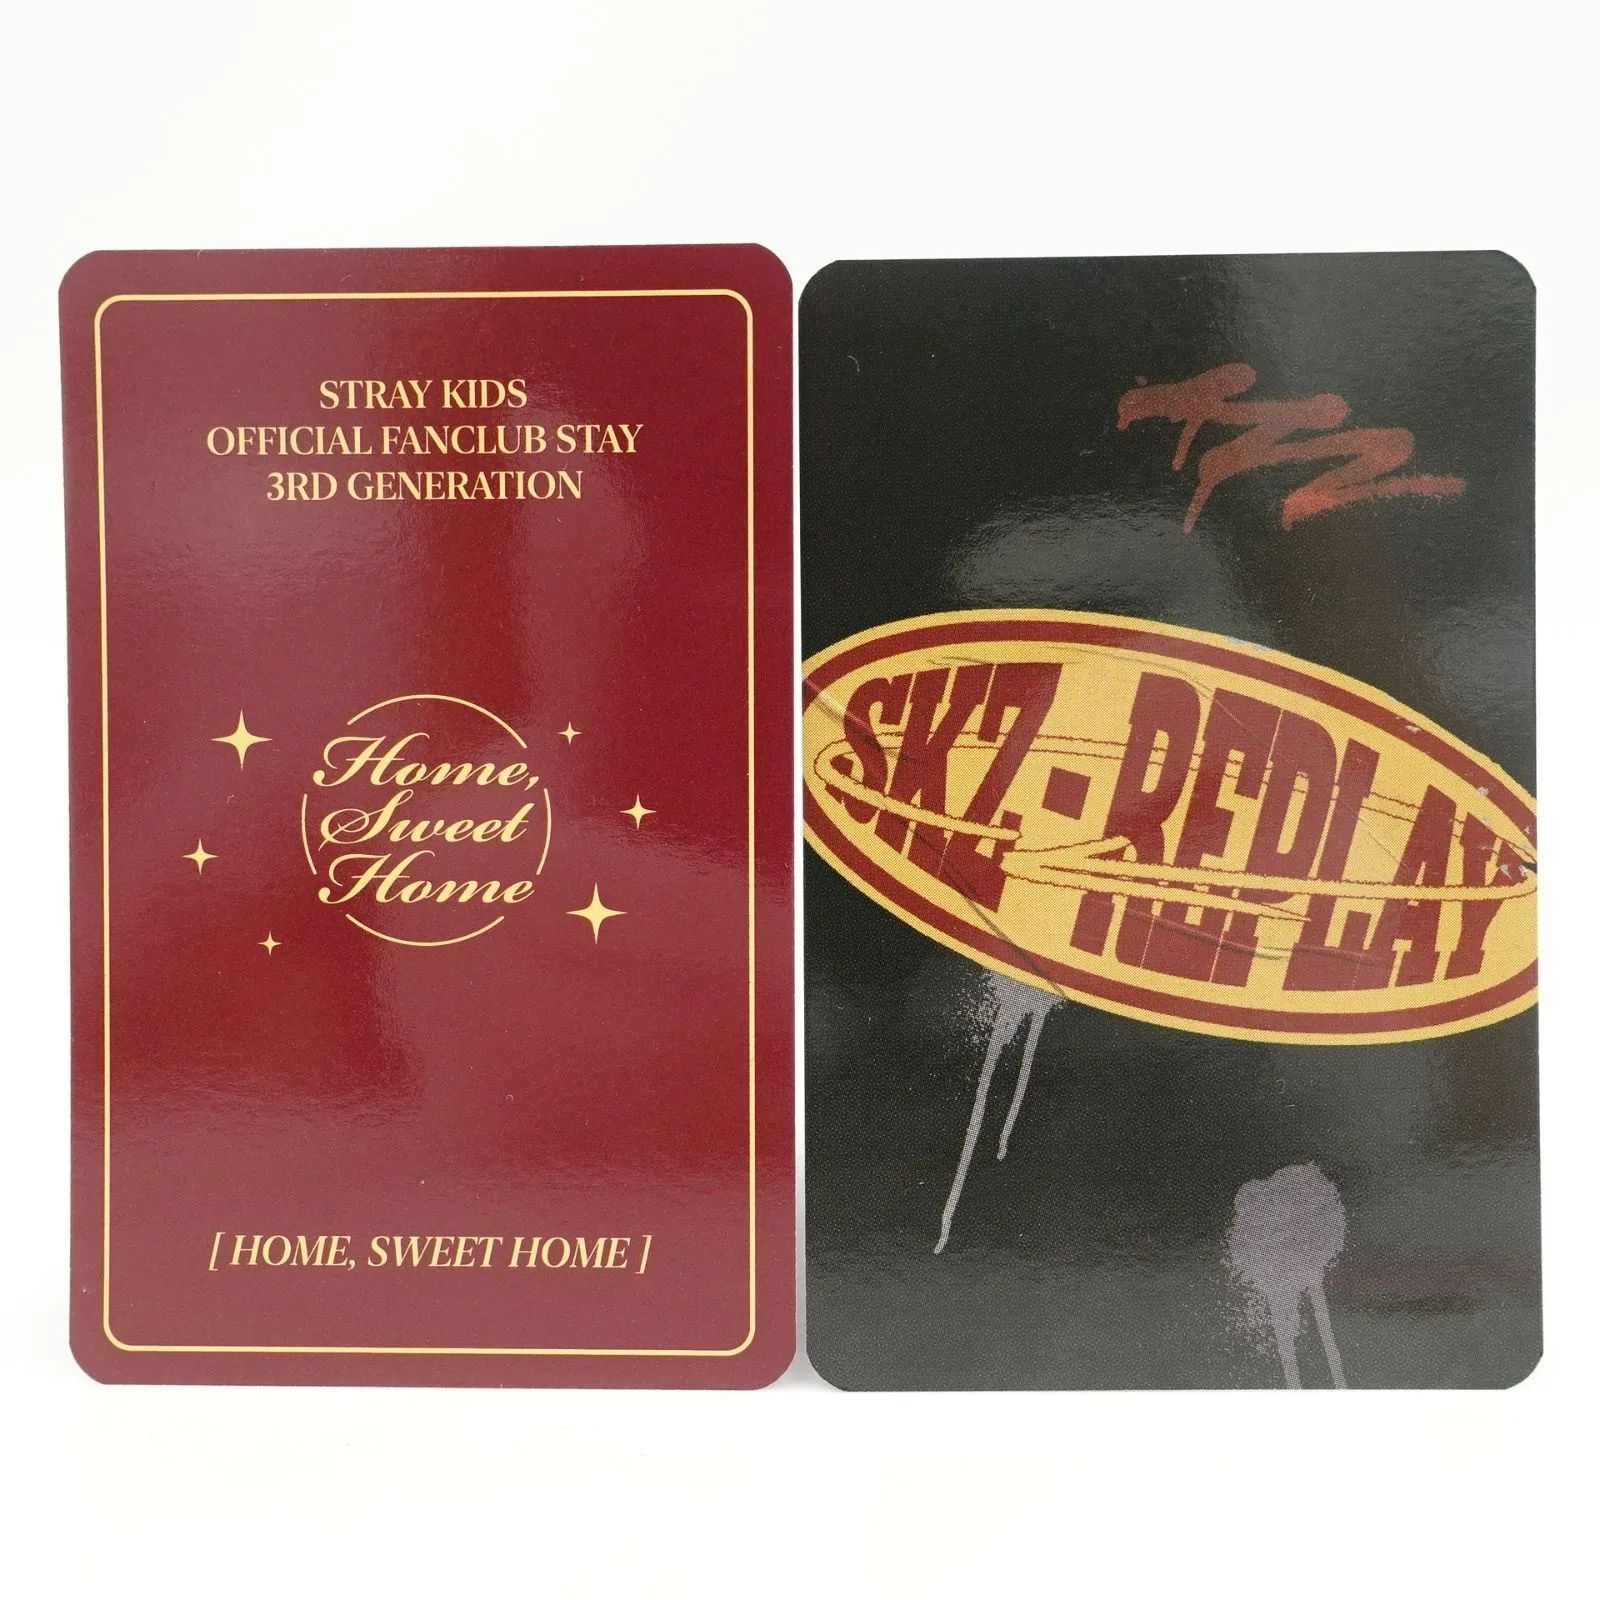 STRAY KIDS
OFFICIAL FANCLUB STAY
3RD GENERATION
Home,
Sweet
Home
[ HOME, SWEET HOME ]
SKZ-REPLAY